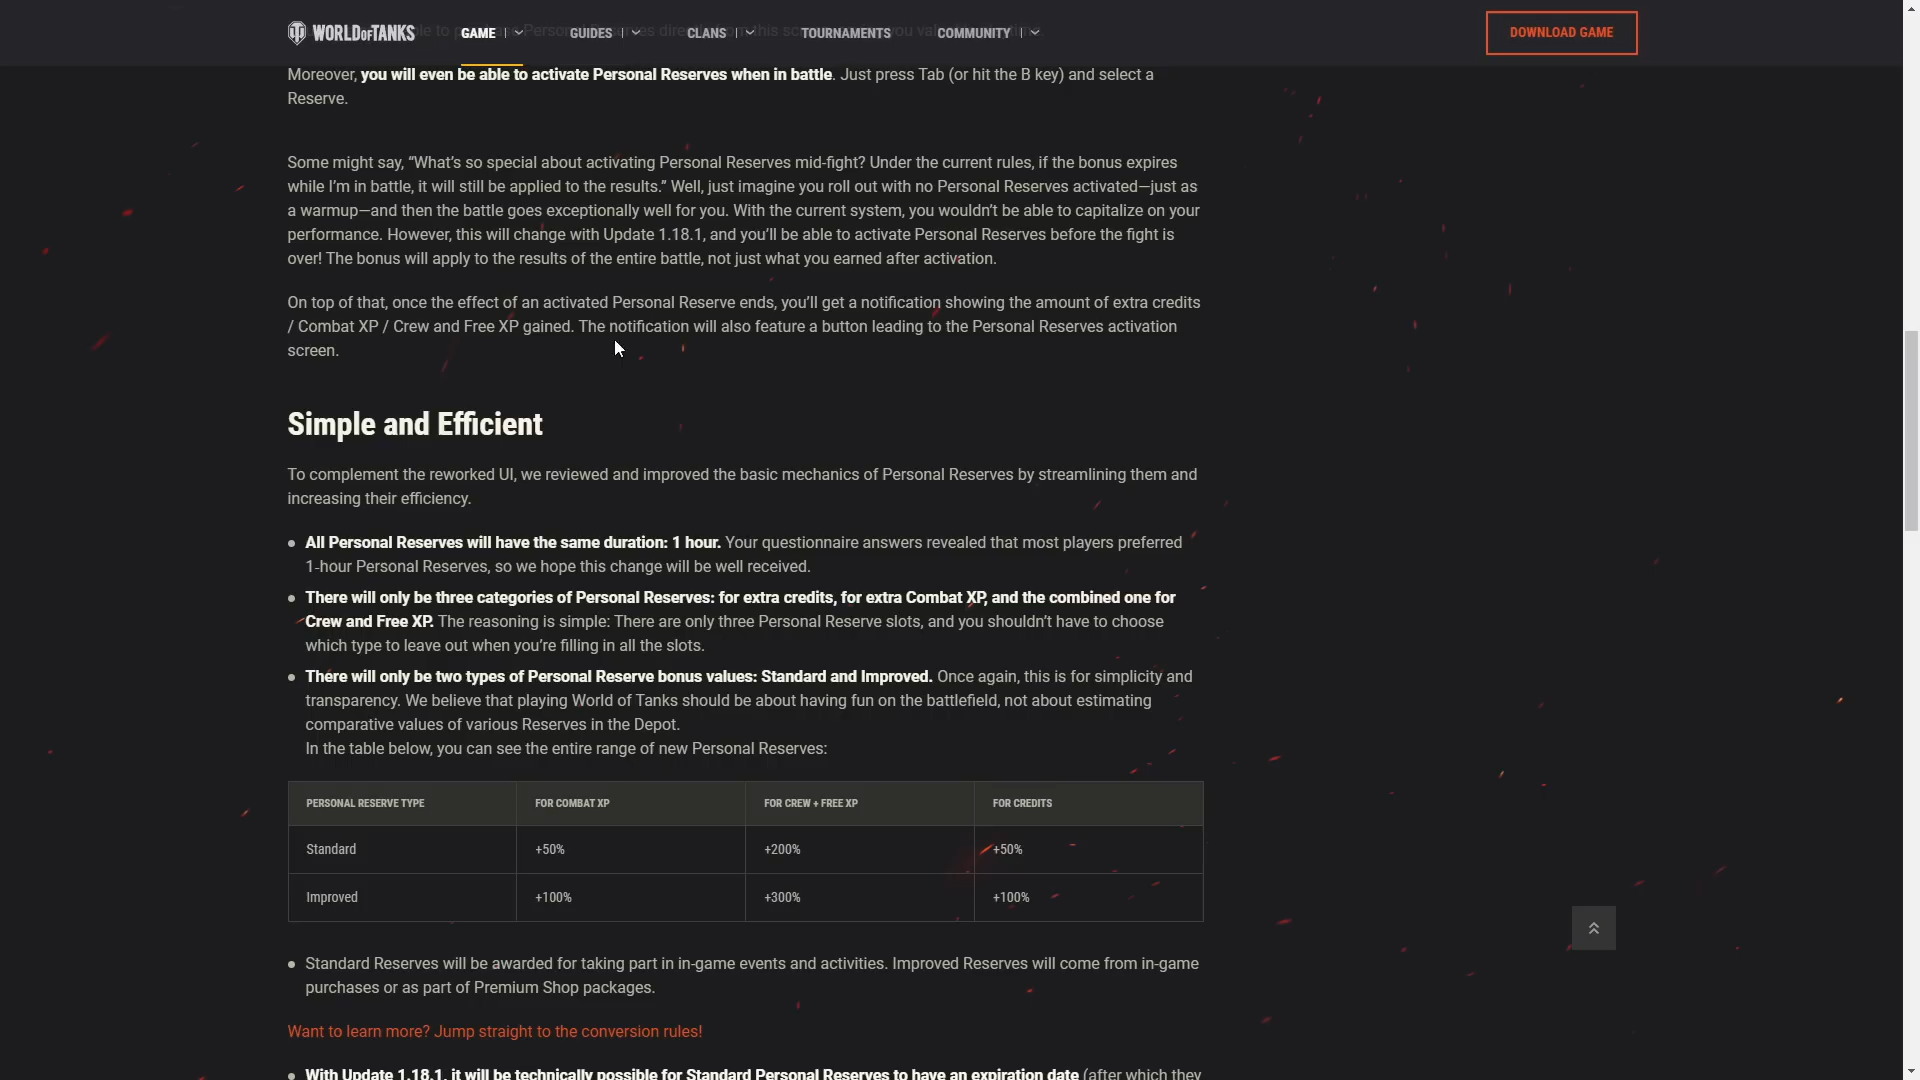 WORLD OF TANKS GAME GUIDES CLANS TOURNAMENTS COMMUNITY DOWNLOAD GAME
Moreover, you will even be able to activate Personal Reserves when in battle. Just press Tab (or hit the B key) and select a
Reserve.
Some might say, “What’s so special about activating Personal Reserves mid-fight? Under the current rules, if the bonus expires
while I’m in battle, it will still be applied to the results.” Well, just imagine you roll out with no Personal Reserves activated—just as
a warmup—and then the battle goes exceptionally well for you. With the current system, you wouldn’t be able to capitalize on your
performance. However, this will change with Update 1.18.1, and you’ll be able to activate Personal Reserves before the fight is
over! The bonus will apply to the results of the entire battle, not just what you earned after activation.
On top of that, once the effect of an activated Personal Reserve ends, you’ll get a notification showing the amount of extra credits
/ Combat XP / Crew and Free XP gained. The notification will also feature a button leading to the Personal Reserves activation
screen.
Simple and Efficient
To complement the reworked UI, we reviewed and improved the basic mechanics of Personal Reserves by streamlining them and
increasing their efficiency.
• All Personal Reserves will have the same duration: 1 hour. Your questionnaire answers revealed that most players preferred
1-hour Personal Reserves, so we hope this change will be well received.
• There will only be three categories of Personal Reserves: for extra credits, for extra Combat XP, and the combined one for
Crew and Free XP. The reasoning is simple: There are only three Personal Reserve slots, and you shouldn’t have to choose
which type to leave out when you’re filling in all the slots.
• There will only be two types of Personal Reserve bonus values: Standard and Improved. Once again, this is for simplicity and
transparency. We believe that playing World of Tanks should be about having fun on the battlefield, not about estimating
comparative values of various Reserves in the Depot.
In the table below, you can see the entire range of new Personal Reserves:
PERSONAL RESERVE TYPE FOR COMBAT XP FOR CREW + FREE XP FOR CREDITS
Standard +50% +200% +50%
Improved +100% +300% +100%
• Standard Reserves will be awarded for taking part in in-game events and activities. Improved Reserves will come from in-game
purchases or as part of Premium Shop packages.
Want to learn more? Jump straight to the conversion rules!
• With Update 1.18.1, it will be technically possible for Standard Personal Reserves to have an expiration date (after which they